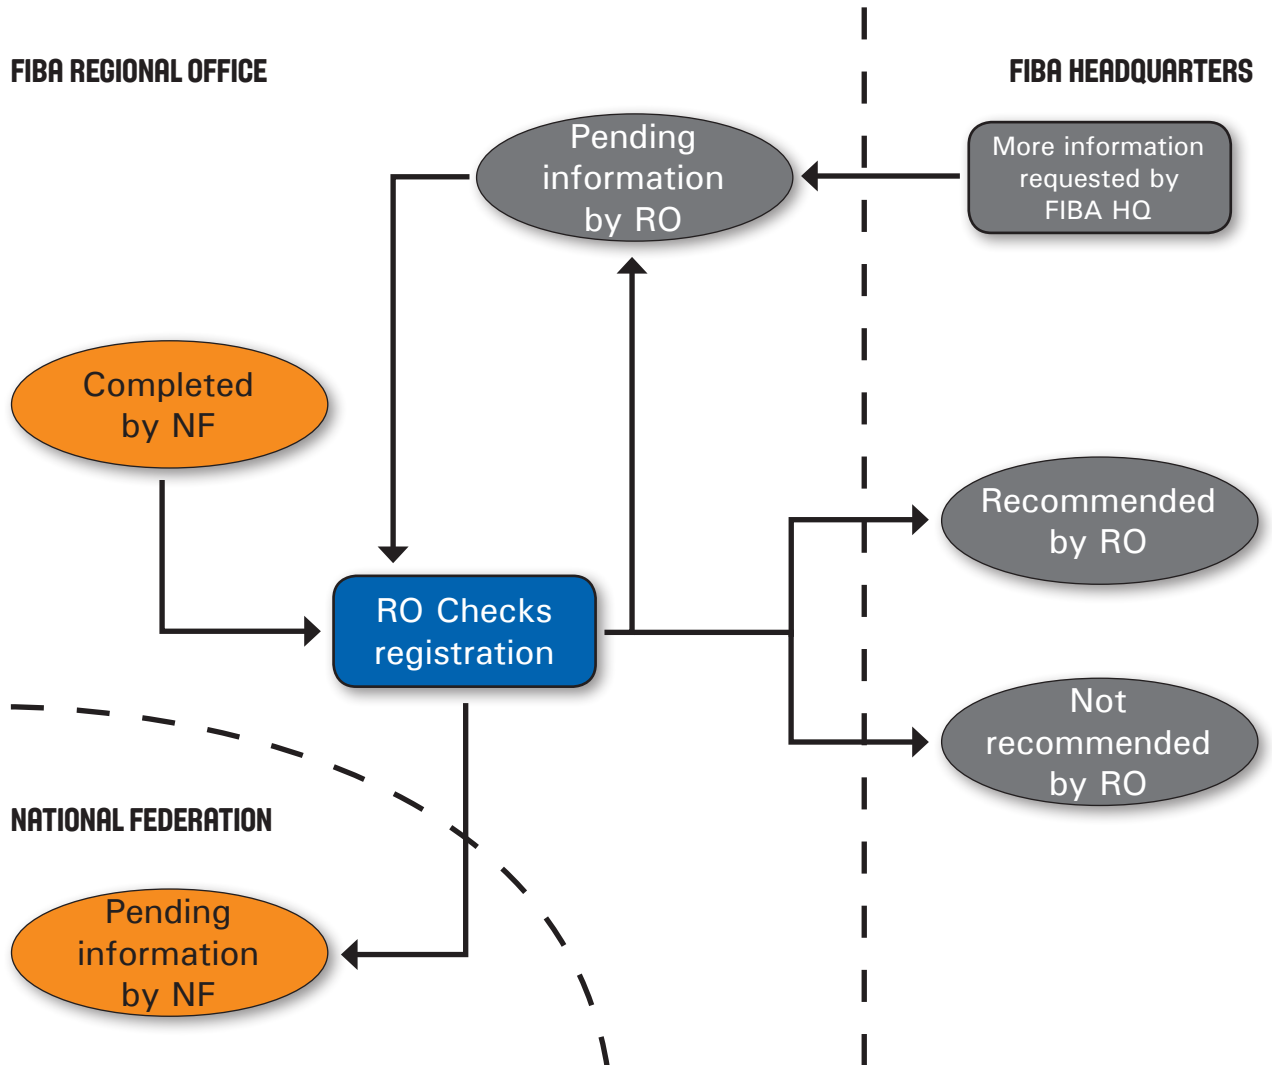 FIBA REGIONAL OFFICE
FIBA HEADQUARTERS
Pending
information
by RO
More information
requested by
FIBA HQ
Completed
by NF
Recommended
by RO
RO Checks
registration
Not
recommended
by RO
NATIONAL FEDERATION
Pending
information
by NF